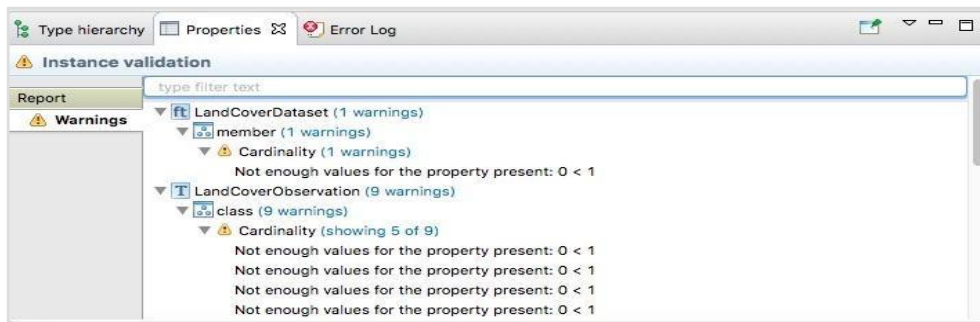 Type hierarchy Properties Error Log
Instance validation
type filter text
Report
Warnings
ft LandCoverDataset (1 warnings)
member (1 warnings)
Cardinality (1 warnings)
Not enough values for the property present: 0 < 1
T LandCoverObservation (9 warnings)
class (9 warnings)
Cardinality (showing 5 of 9)
Not enough values for the property present: 0 < 1
Not enough values for the property present: 0 < 1
Not enough values for the property present: 0 < 1
Not enough values for the property present: 0 < 1